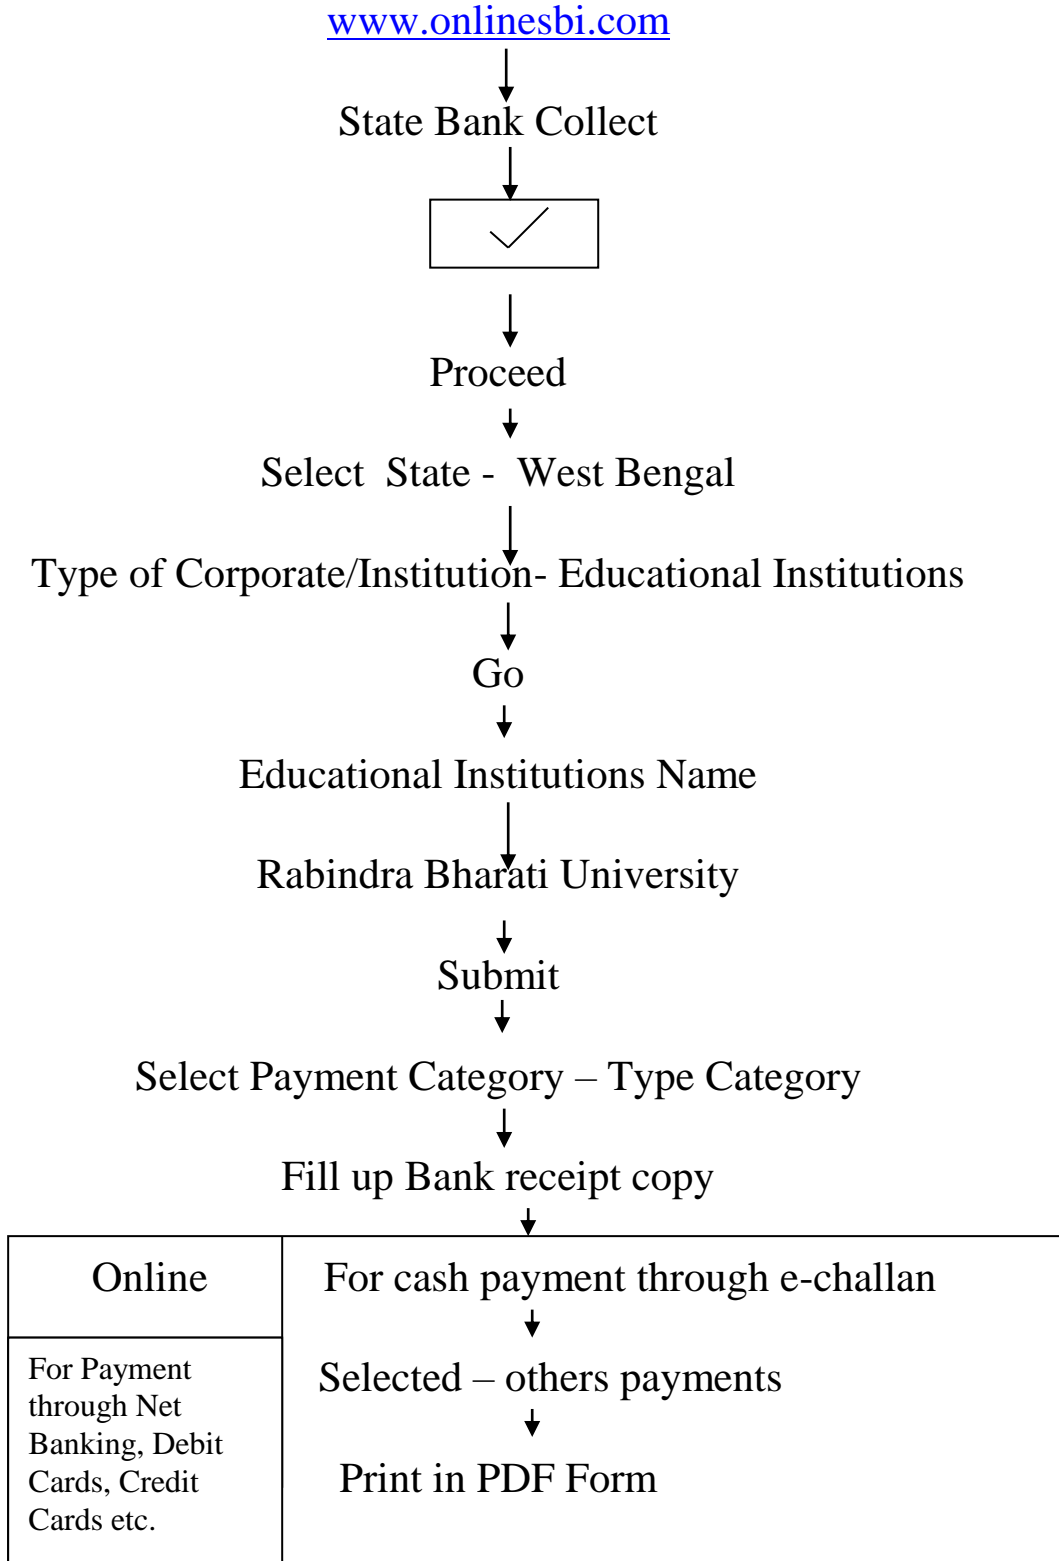 www.onlinesbi.com
State Bank Collect
Proceed
Select State - West Bengal
Type of Corporate/Institution- Educational Institutions
Go
Educational Institutions Name
Rabindra Bharati University
Submit
Select Payment Category – Type Category
Fill up Bank receipt copy
Online
For Payment
through Net
Banking, Debit
Cards, Credit
Cards etc.
For cash payment through e-challan
Selected – others payments
Print in PDF Form